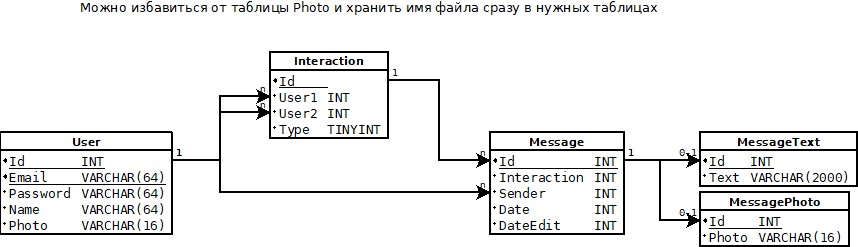 Можно избавиться от таблицы Photo и хранить имя файла сразу в нужных таблицах
Interaction
Id
User1 INT
User2 INT
Type TINYINT
1
n
n
User
Id INT
Email VARCHAR(64)
Password VARCHAR(64)
Name VARCHAR(64)
Photo VARCHAR(16)
1
Message
Id INT
Interaction INT
Sender INT
Date INT
DateEdit INT
n
n
1
MessageText
Id INT
Text VARCHAR(2000)
0-1
MessagePhoto
Id INT
Photo VARCHAR(16)
0-1